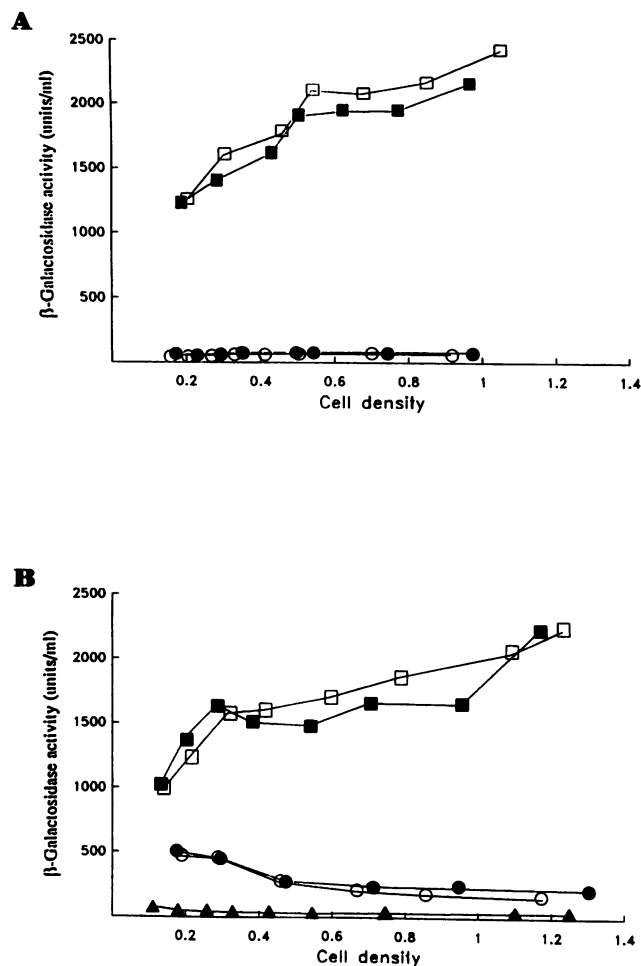 A
2500
2000
1500
1000
500
β-Galactosidase activity (units/ml)
0.2 0.4 0.6 0.8 1 1.2 1.4
Cell density
B
2500
2000
1500
1000
500
β-Galactosidase activity (units/ml)
0.2 0.4 0.6 0.8 1 1.2 1.4
Cell density